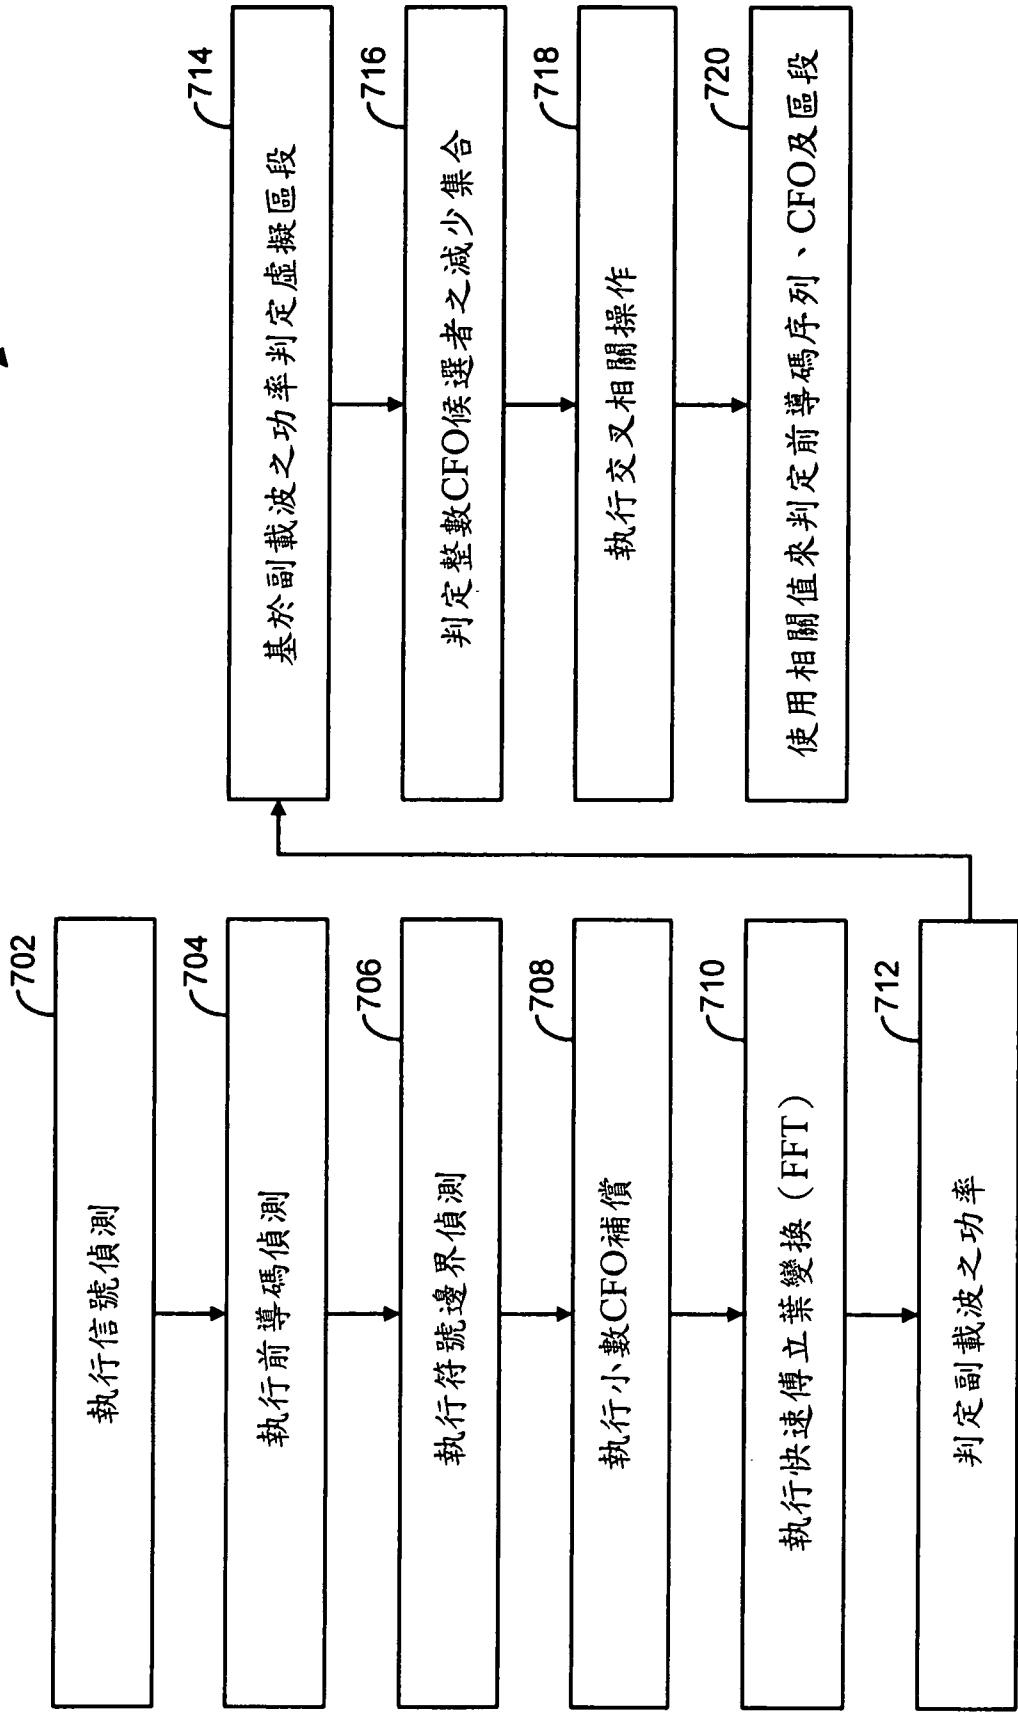 702
執行信號偵測
704
執行前導碼偵測
706
執行符號邊界偵測
708
執行小數CFO補償
710
執行快速傅立葉變換(FFT)
712
判定副載波之功率
714
基於副載波之功率判定虛擬區段
716
判定整數CFO候選者之減少集合
718
執行交叉相關操作
720
使用相關值來判定前導碼序列、CFO及區段